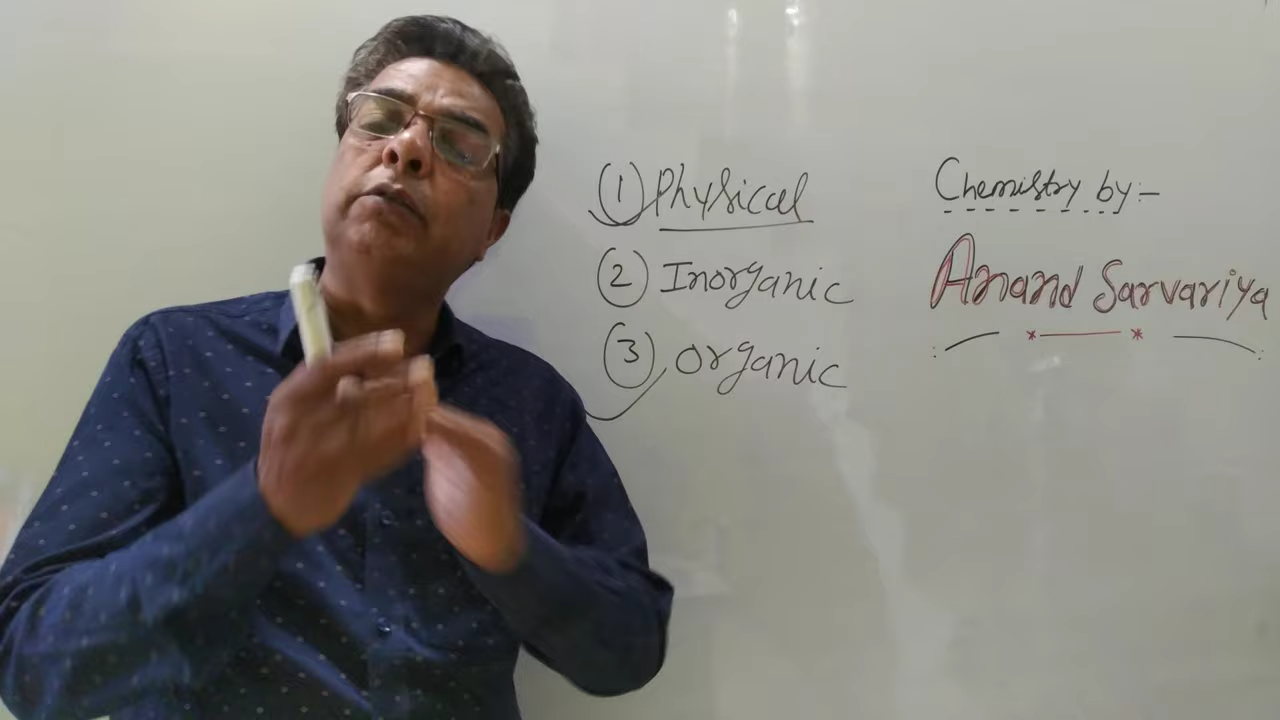 (1) Physical
(2) Inorganic
(3) Organic
Chemistry by:-
Anand Sarvariya